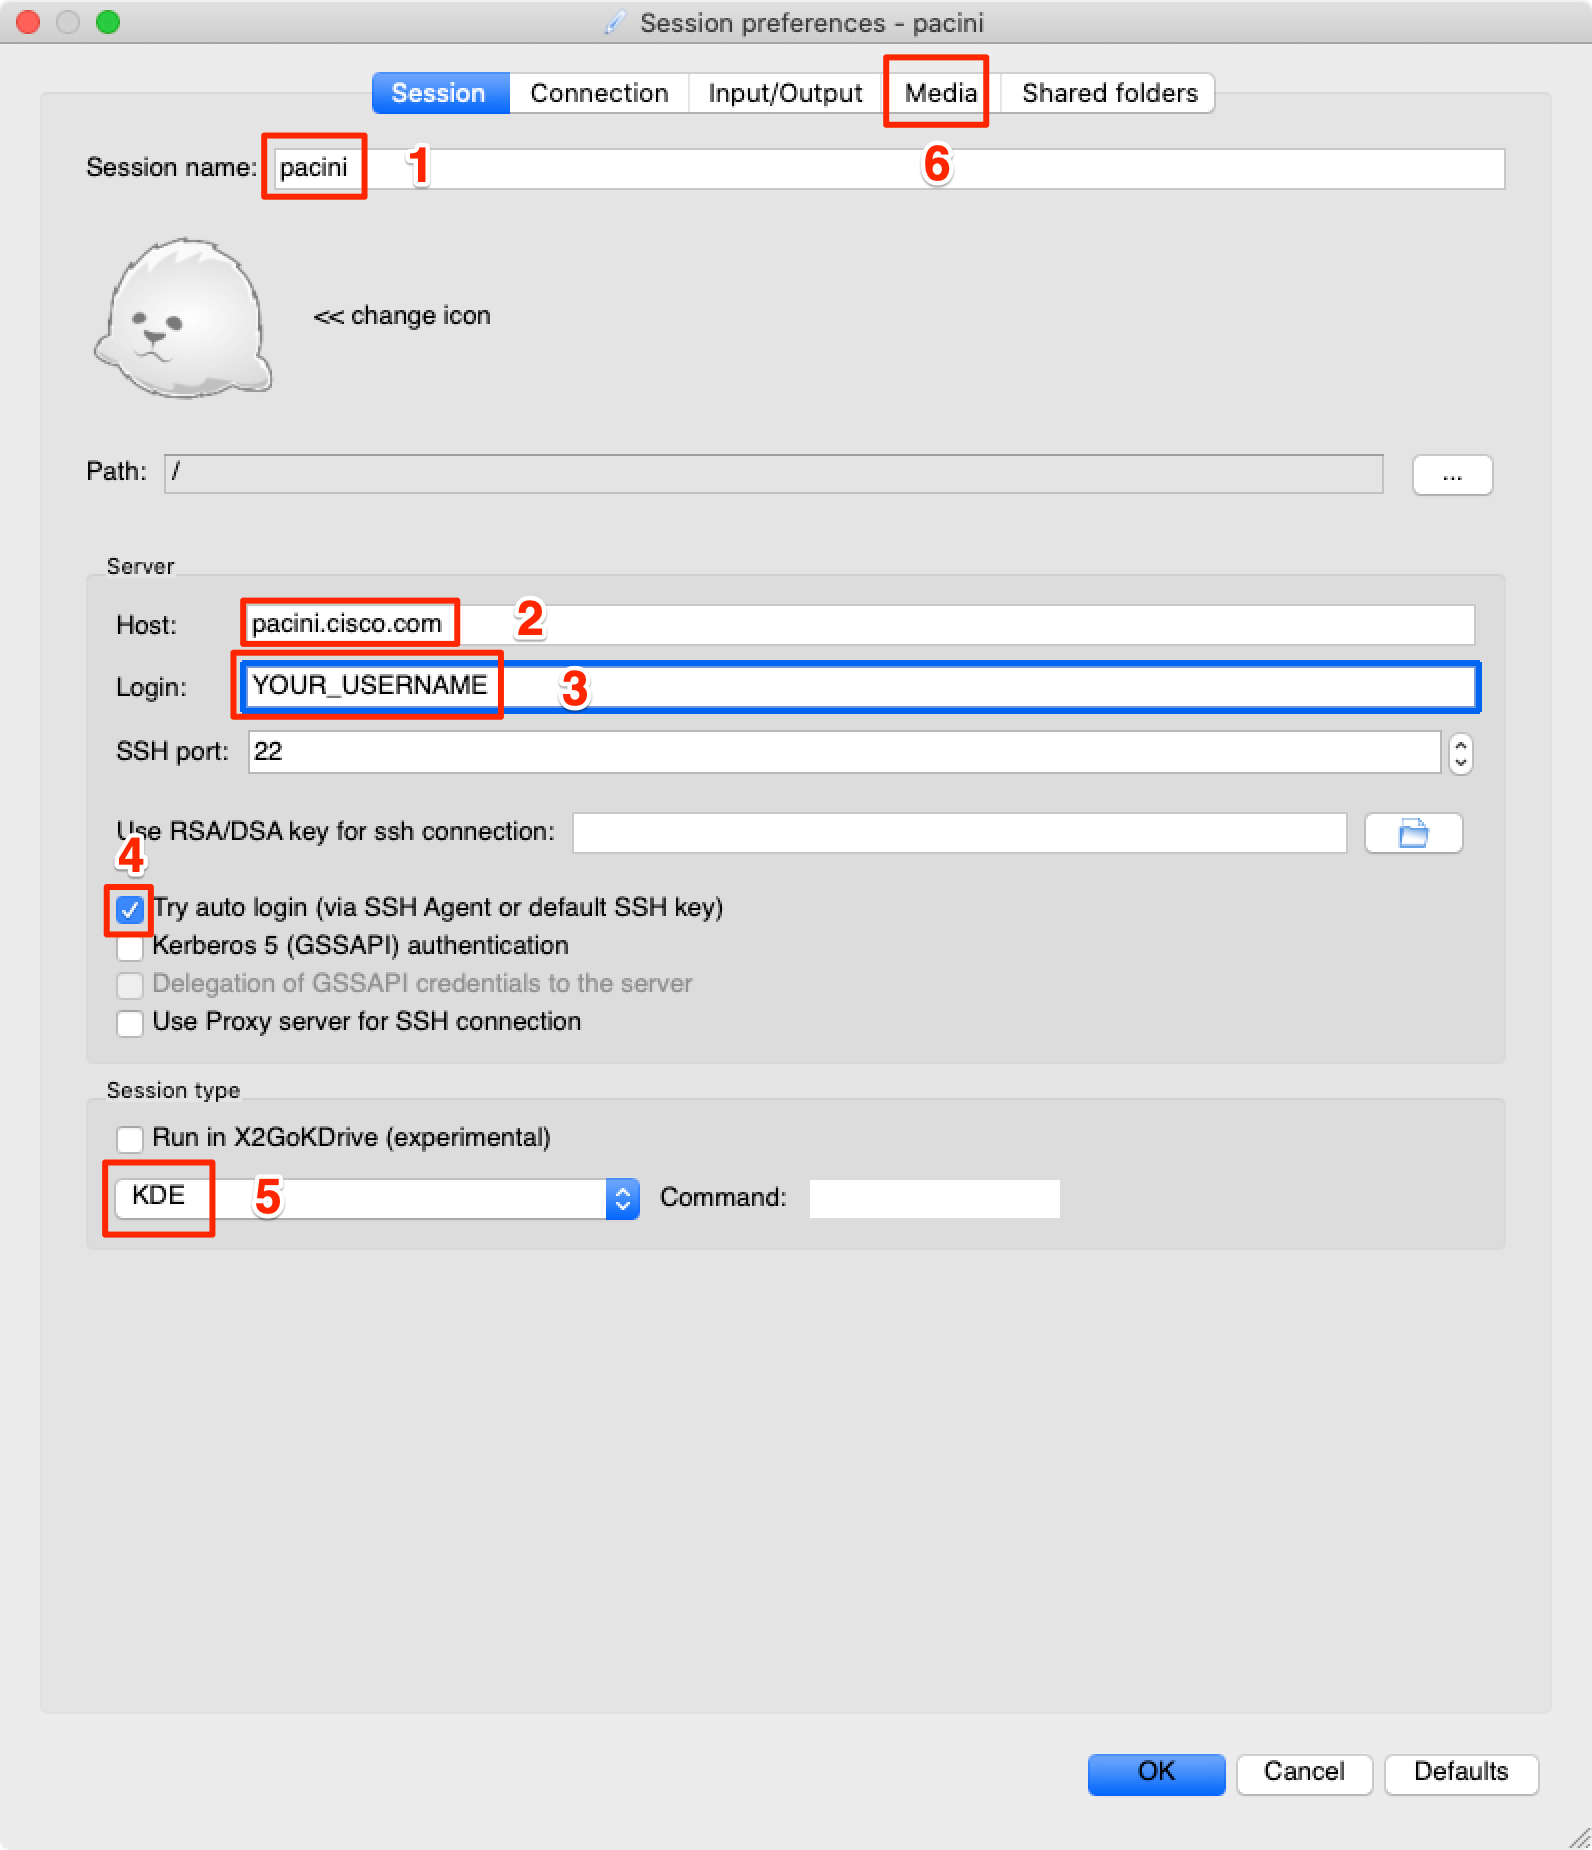 Session preferences - pacini
Session Connection Input/Output Media Shared folders
Session name: pacini 1 6
<< change icon
Path: / ...
Server
Host: pacini.cisco.com 2
Login: YOUR_USERNAME 3
SSH port: 22
Use RSA/DSA key for ssh connection:
4
Try auto login (via SSH Agent or default SSH key)
Kerberos 5 (GSSAPI) authentication
Delegation of GSSAPI credentials to the server
Use Proxy server for SSH connection
Session type
Run in X2GoKDrive (experimental)
KDE 5 Command:
OK Cancel Defaults